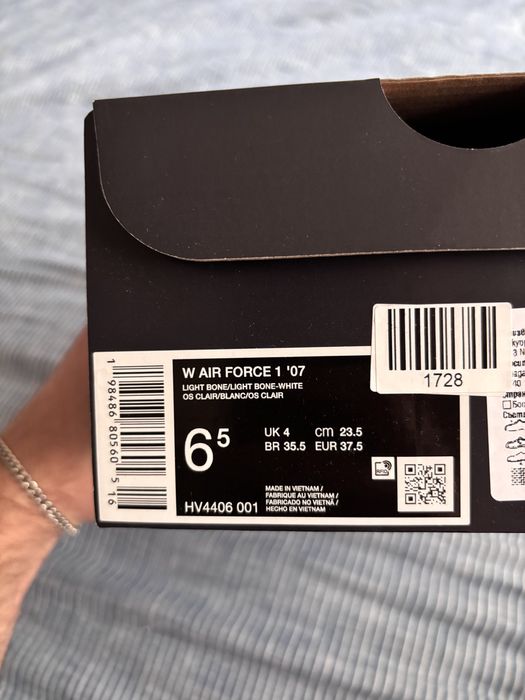 1728
W AIR FORCE 1 '07
LIGHT BONE/LIGHT BONE-WHITE
OS CLAIR/BLANC/OS CLAIR
6⁵
UK 4 CM 23.5
BR 35.5 EUR 37.5
RFID
MADE IN VIETNAM /
FABRIQUE AU VIETNAM /
FABRICADO NO VIETNÃ /
HECHO EN VIETNAM
HV4406 001
1 98486 80560 5 16